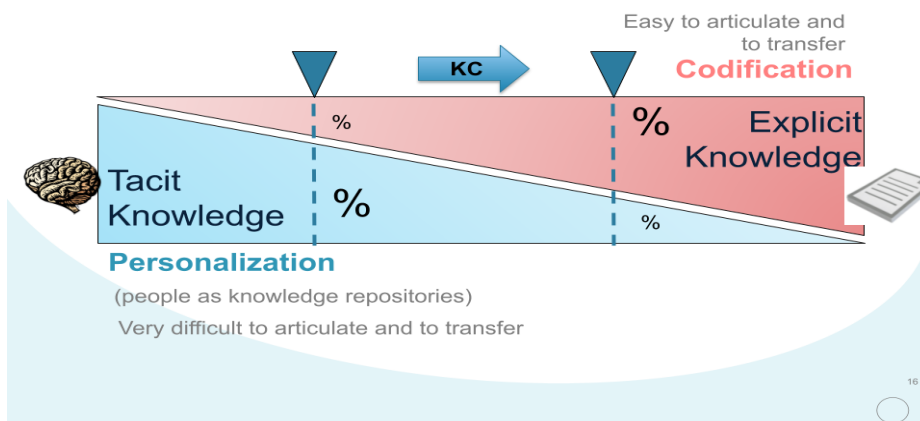 Easy to articulate and
to transfer
Codification
KC
%
%
Explicit
Knowledge
Tacit
Knowledge
%
%
Personalization
(people as knowledge repositories)
Very difficult to articulate and to transfer
16